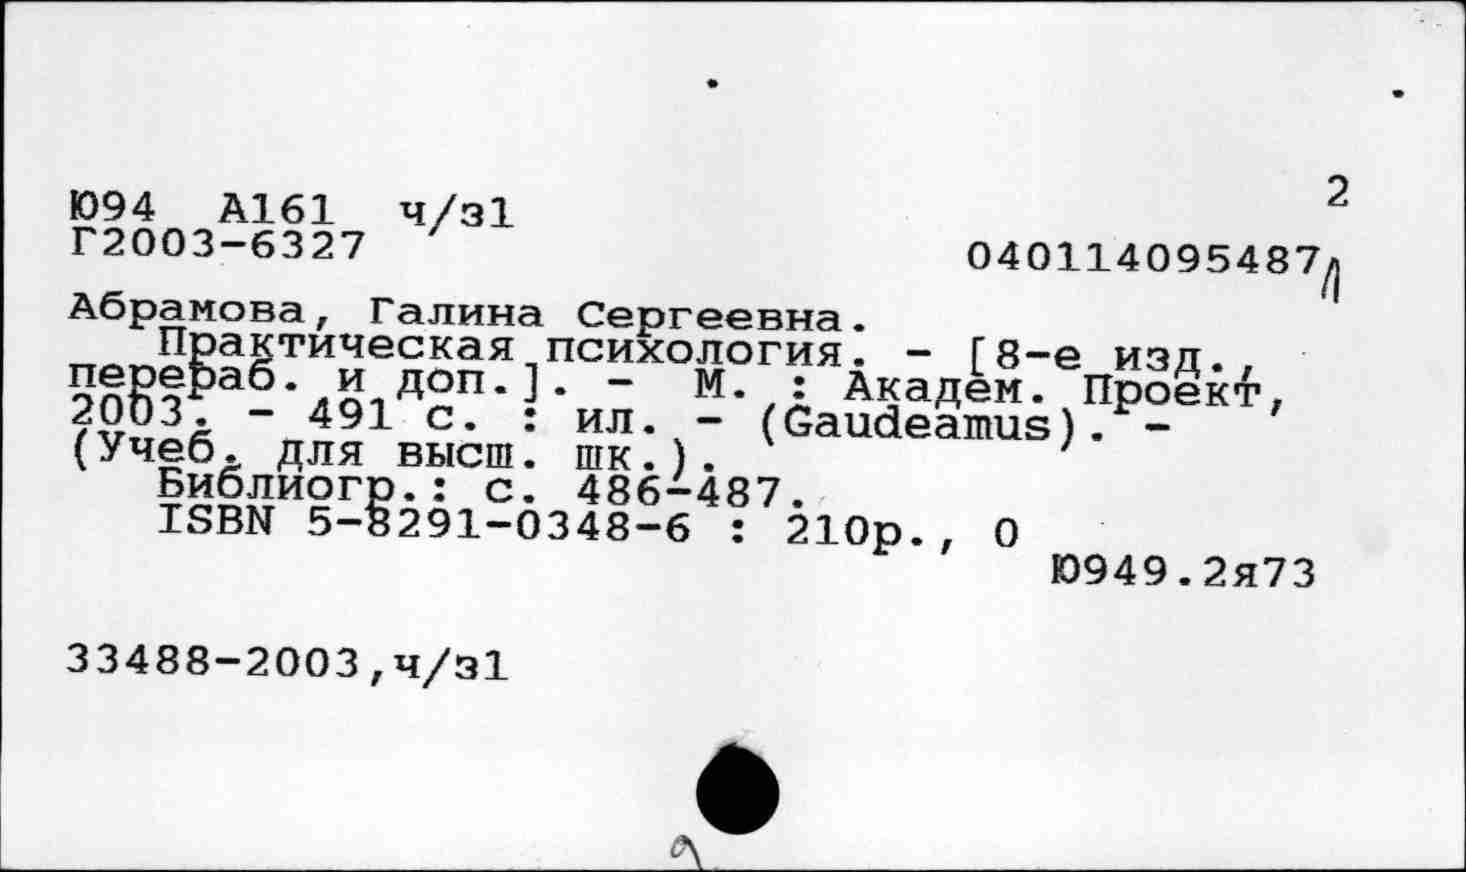 2
Ю94 А161 ч/з1
Г2003-6327
040114095487л
Абрамова, Галина Сергеевна.
Практическая психология. - [8-е изд.,
перераб. и доп.]. - М. : Академ. Проект,
2003. - 491 с. : ил. - (Gaudeamus). -
(Учеб. для высш. шк.).
Библиогр.: с. 486-487.
ISBN 5-8291-0348-6 : 210р., 0
Ю949.2я73
33488-2003,ч/з1